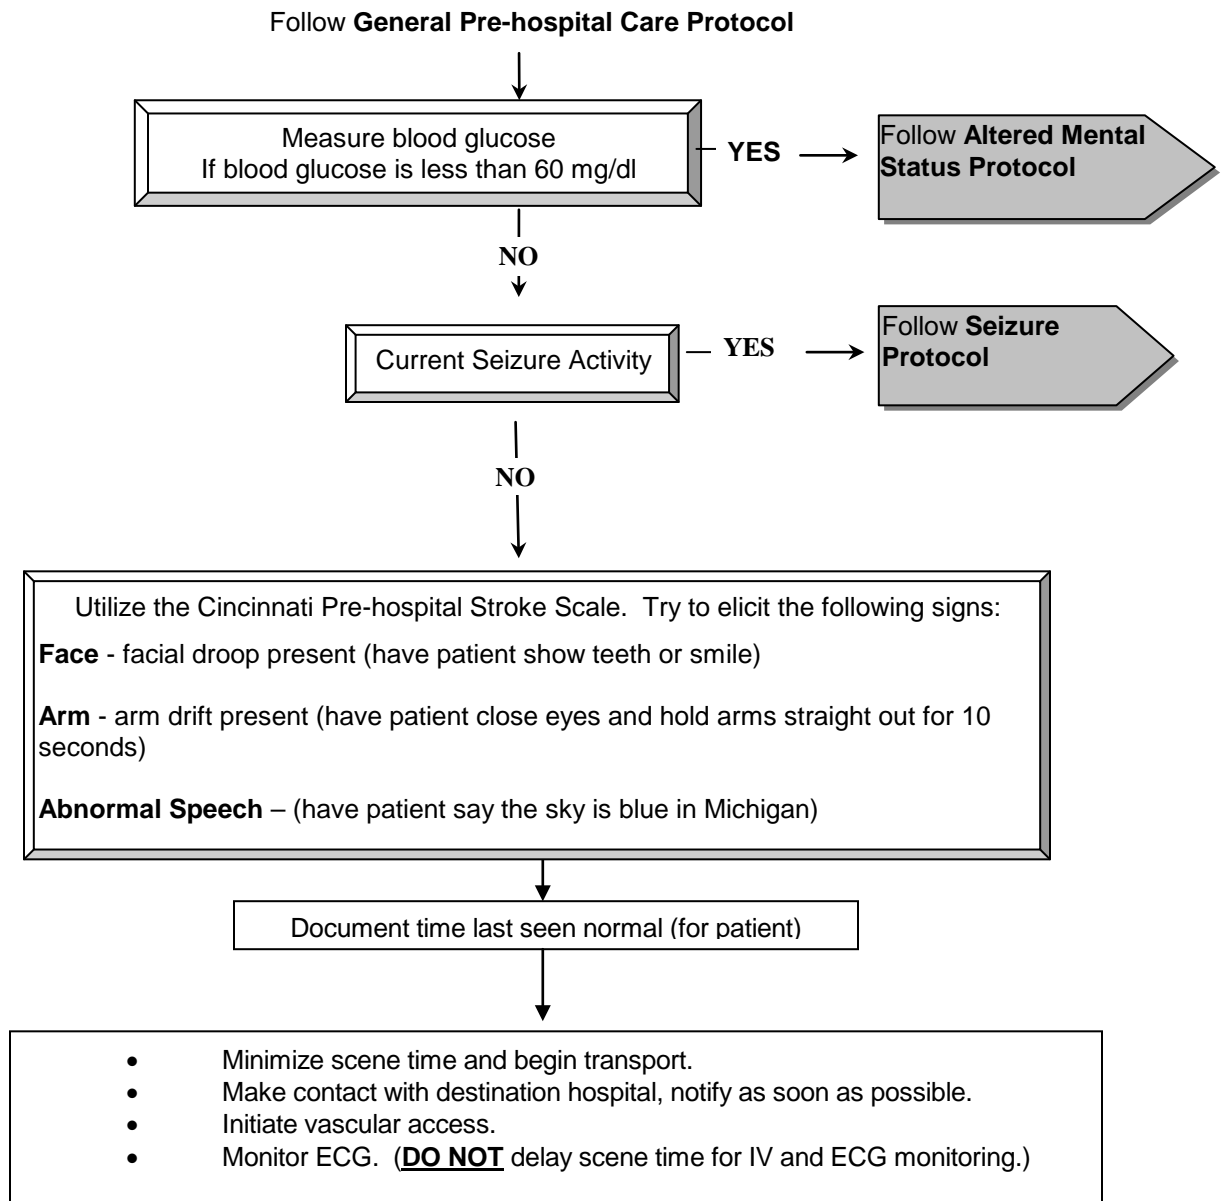 Follow General Pre-hospital Care Protocol
Measure blood glucose
If blood glucose is less than 60 mg/dl
YES
Follow Altered Mental
Status Protocol
NO
Current Seizure Activity
YES
Follow Seizure
Protocol
NO
Utilize the Cincinnati Pre-hospital Stroke Scale.  Try to elicit the following signs:
Face - facial droop present (have patient show teeth or smile)
Arm - arm drift present (have patient close eyes and hold arms straight out for 10
seconds)
Abnormal Speech – (have patient say the sky is blue in Michigan)
Document time last seen normal (for patient)
• Minimize scene time and begin transport.
• Make contact with destination hospital, notify as soon as possible.
• Initiate vascular access.
• Monitor ECG.  (DO NOT delay scene time for IV and ECG monitoring.)